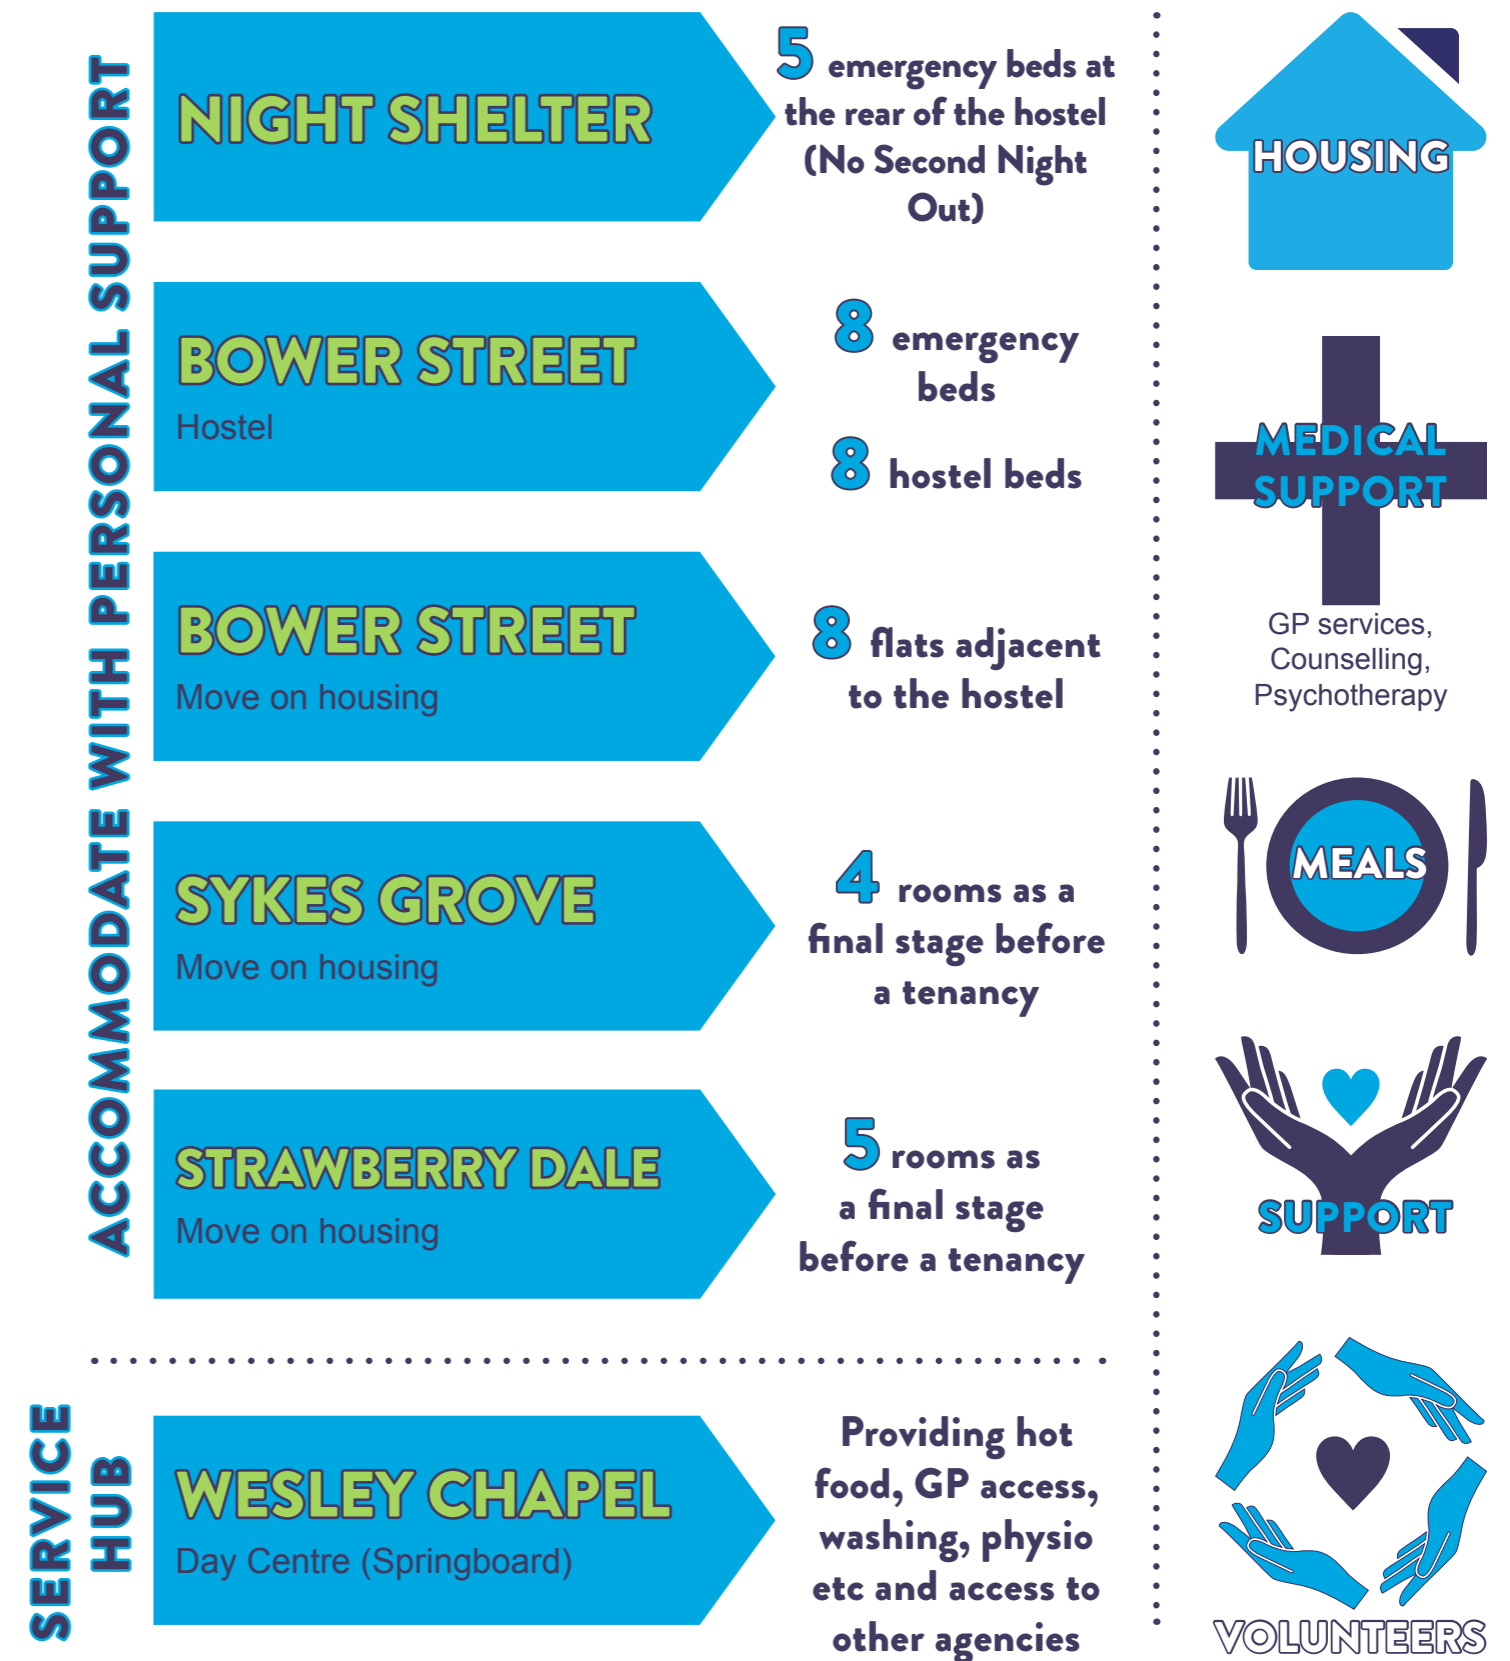 ACCOMMODATE WITH PERSONAL SUPPORT
NIGHT SHELTER
5 emergency beds at
the rear of the hostel
(No Second Night
Out)
BOWER STREET
Hostel
8 emergency
beds
8 hostel beds
BOWER STREET
Move on housing
8 flats adjacent
to the hostel
SYKES GROVE
Move on housing
4 rooms as a
final stage before
a tenancy
STRAWBERRY DALE
Move on housing
5 rooms as
a final stage
before a tenancy
SERVICE
HUB
WESLEY CHAPEL
Day Centre (Springboard)
Providing hot
food, GP access,
washing, physio
etc and access to
other agencies
HOUSING
MEDICAL
SUPPORT
GP services,
Counselling,
Psychotherapy
MEALS
SUPPORT
VOLUNTEERS